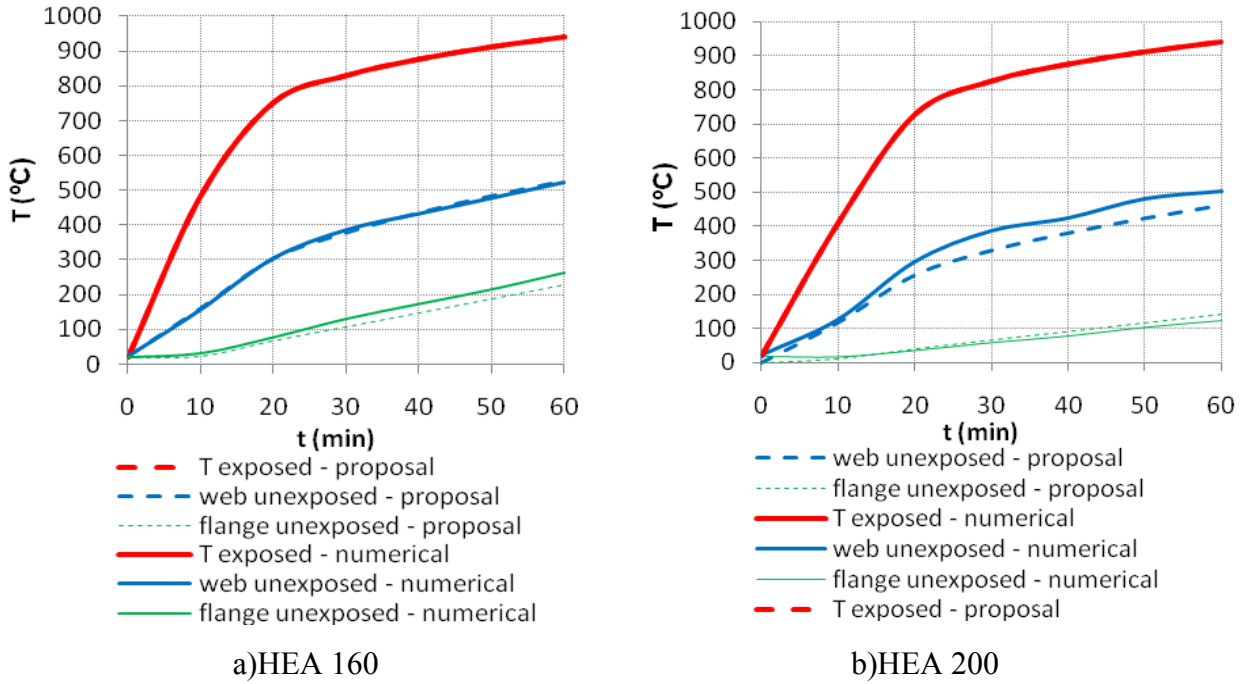 1000
900
800
700
600
500
400
300
200
100
0
T (ºC)
0 10 20 30 40 50 60
t (min)
T exposed - proposal
web unexposed - proposal
flange unexposed - proposal
T exposed - numerical
web unexposed - numerical
flange unexposed - numerical
a)HEA 160
1000
900
800
700
600
500
400
300
200
100
0
T (ºC)
0 10 20 30 40 50 60
t (min)
web unexposed - proposal
flange unexposed - proposal
T exposed - numerical
web unexposed - numerical
flange unexposed - numerical
T exposed - proposal
b)HEA 200